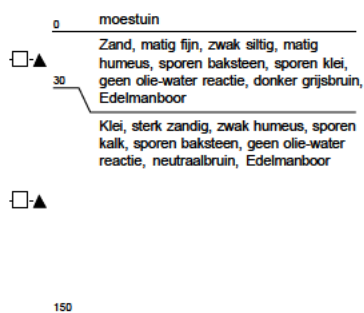 0 moestuin
Zand, matig fijn, zwak siltig, matig
humeus, sporen baksteen, sporen klei,
30 geen olie-water reactie, donker grijsbruin,
Edelmanboor
Klei, sterk zandig, zwak humeus, sporen
kalk, sporen baksteen, geen olie-water
reactie, neutraalbruin, Edelmanboor
150